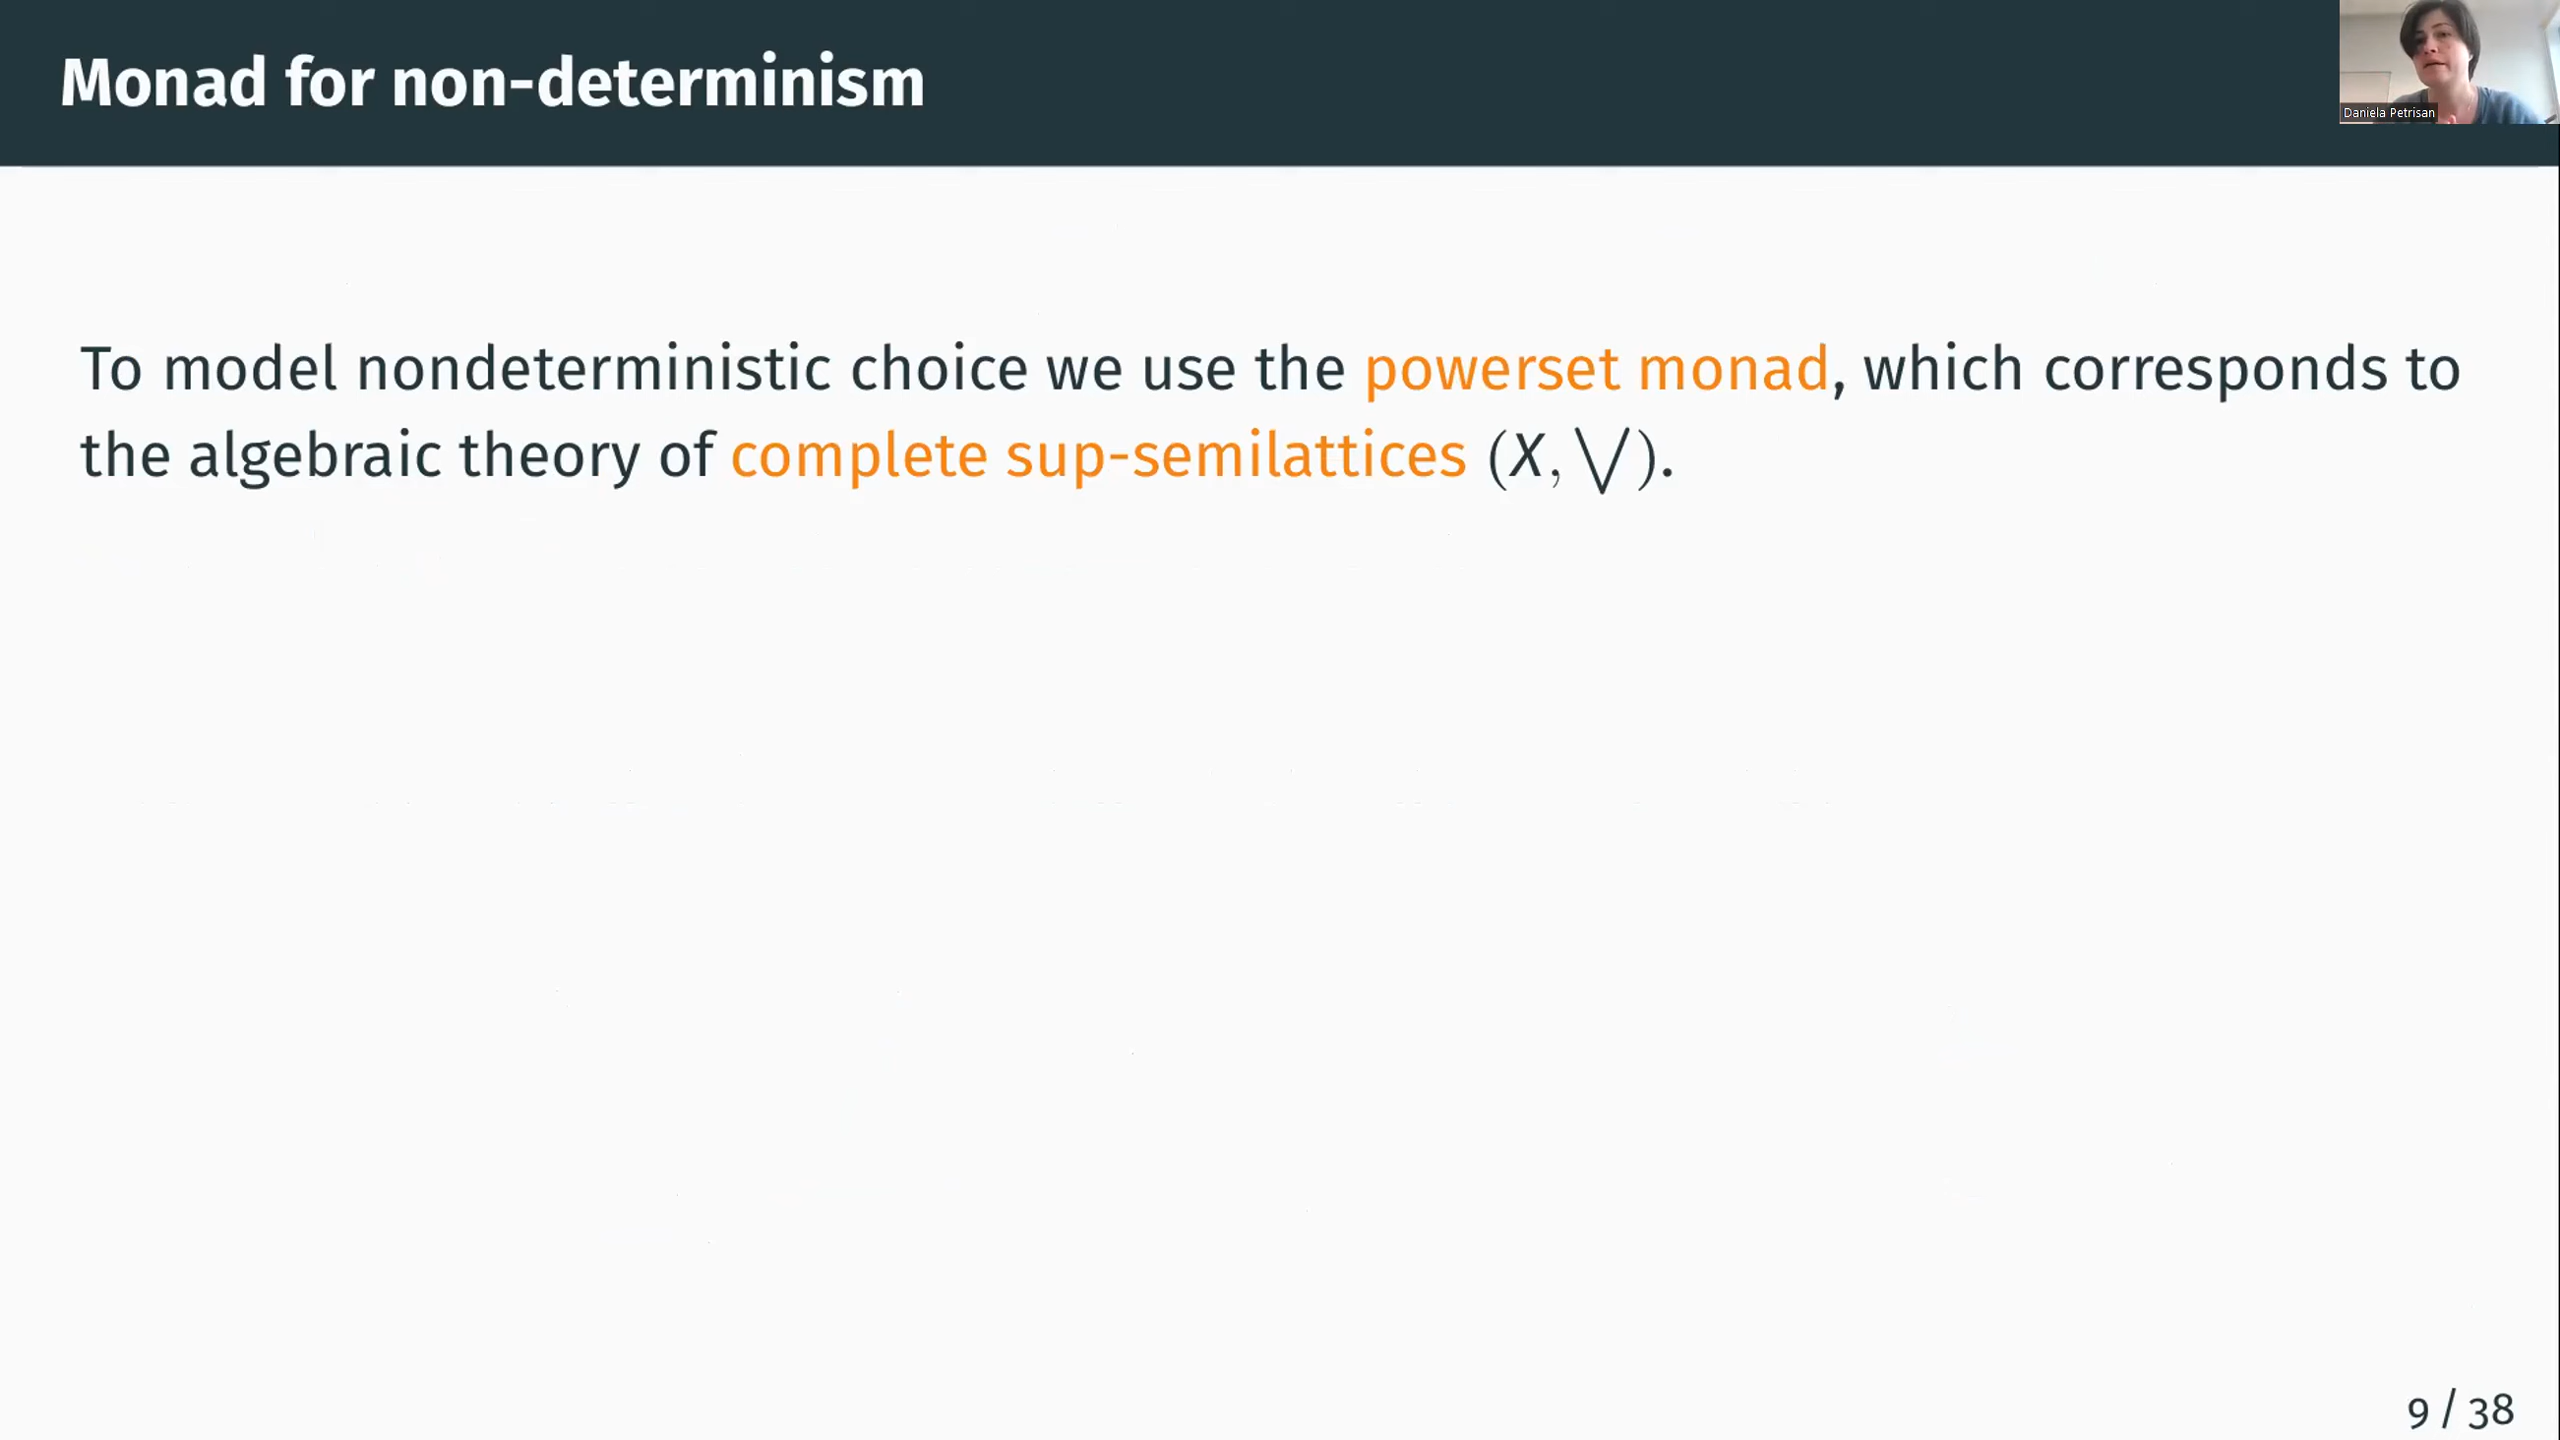 Monad for non-determinism
Daniela Petrisan
To model nondeterministic choice we use the powerset monad, which corresponds to
the algebraic theory of complete sup-semilattices (X, ⋁).
9 / 38